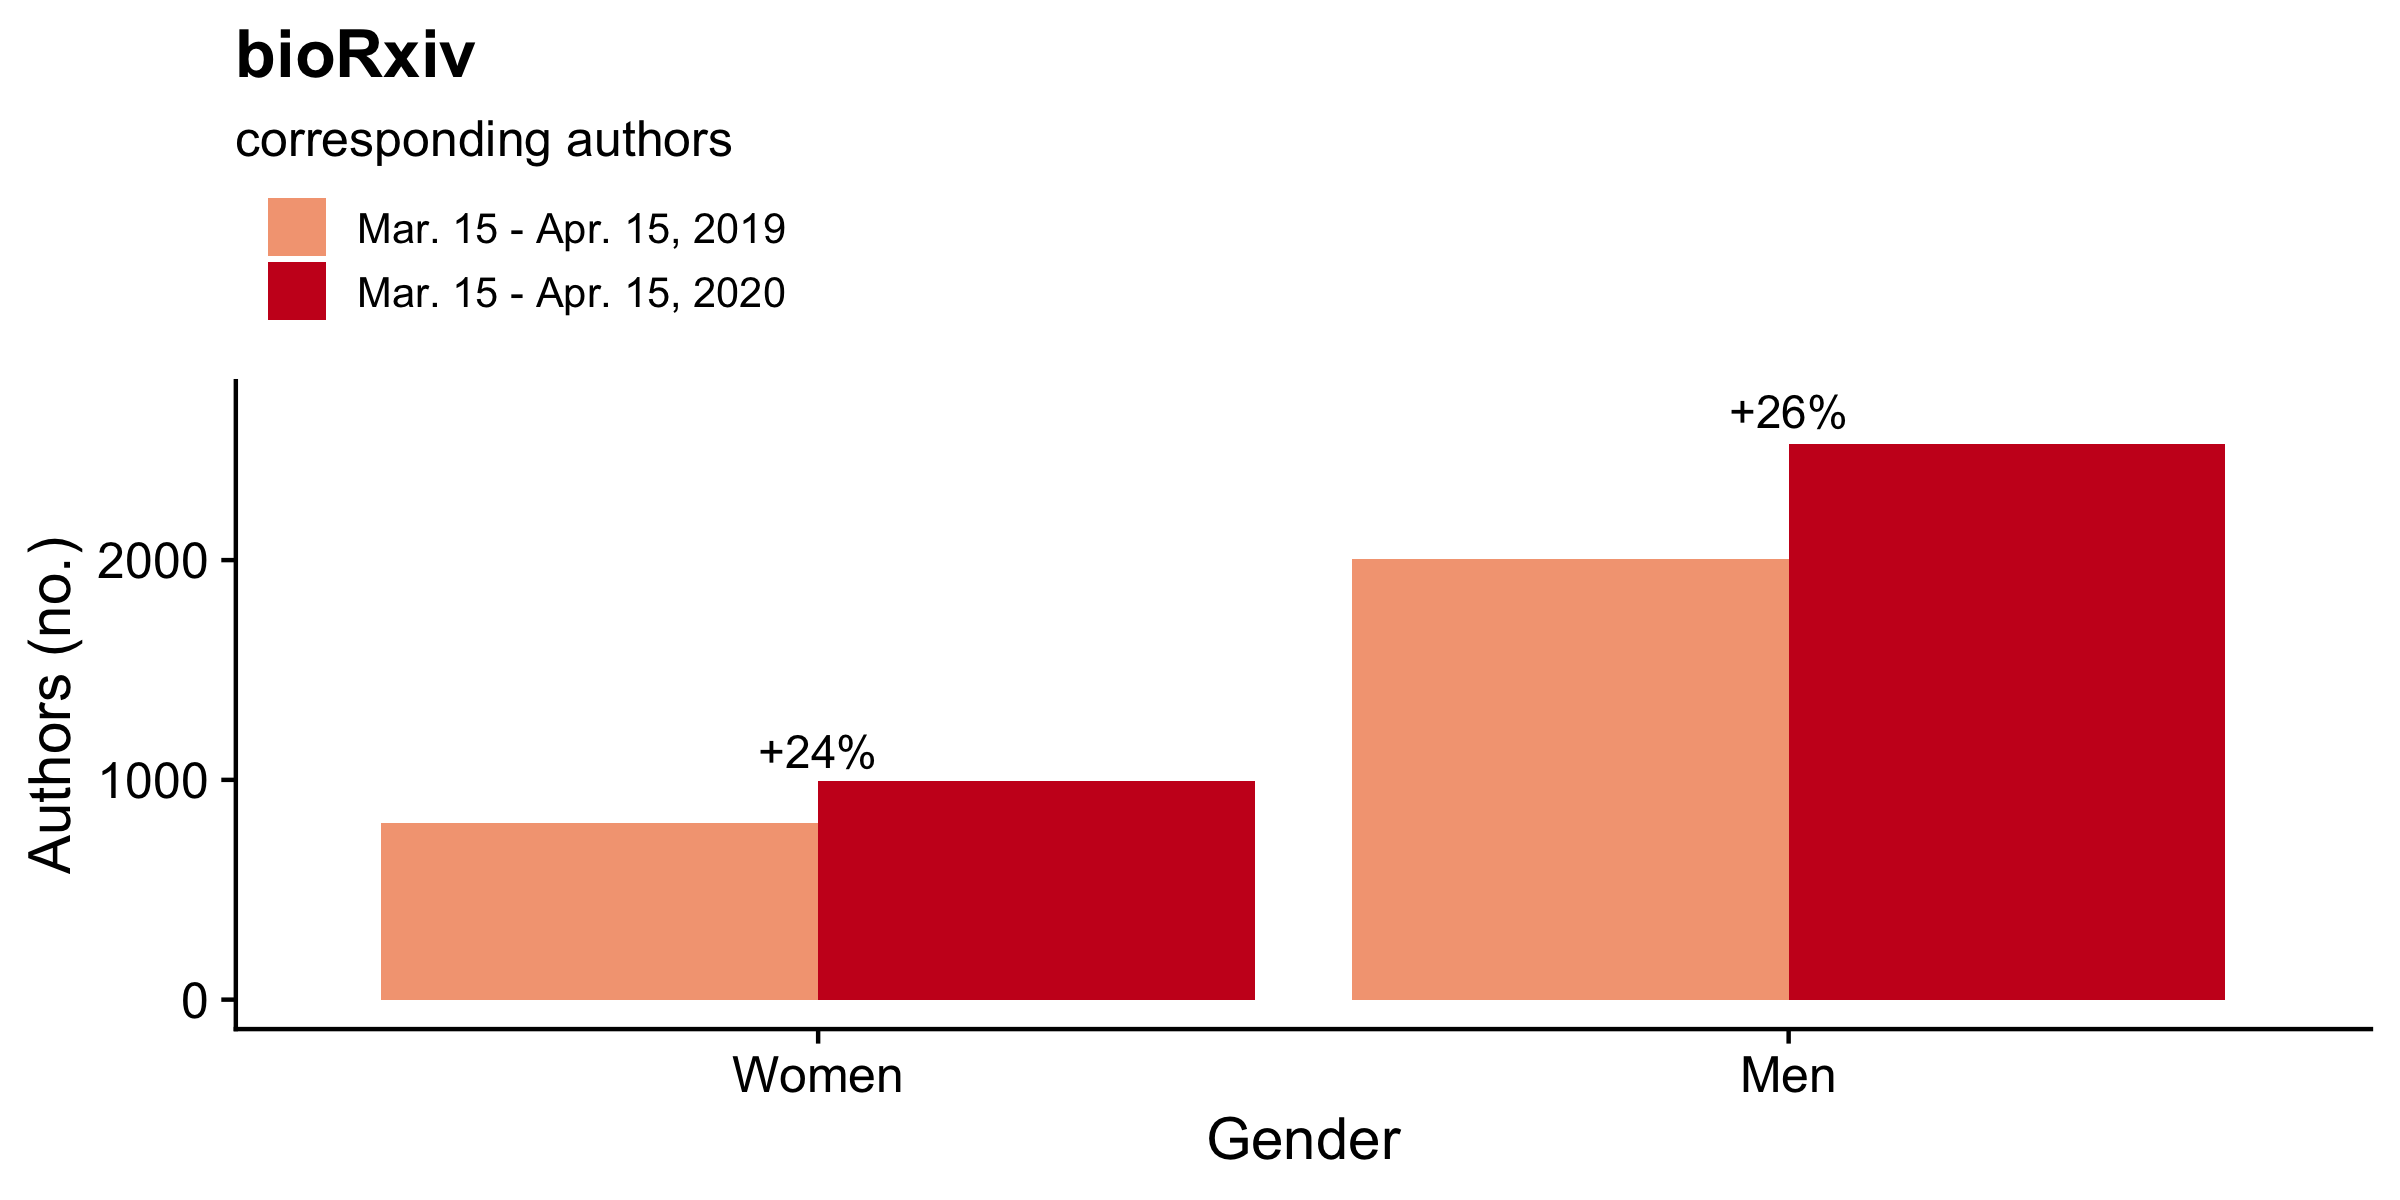 bioRxiv
corresponding authors
Mar. 15 - Apr. 15, 2019
Mar. 15 - Apr. 15, 2020
Authors (no.)
2000
1000
0
+24%
+26%
Women
Men
Gender